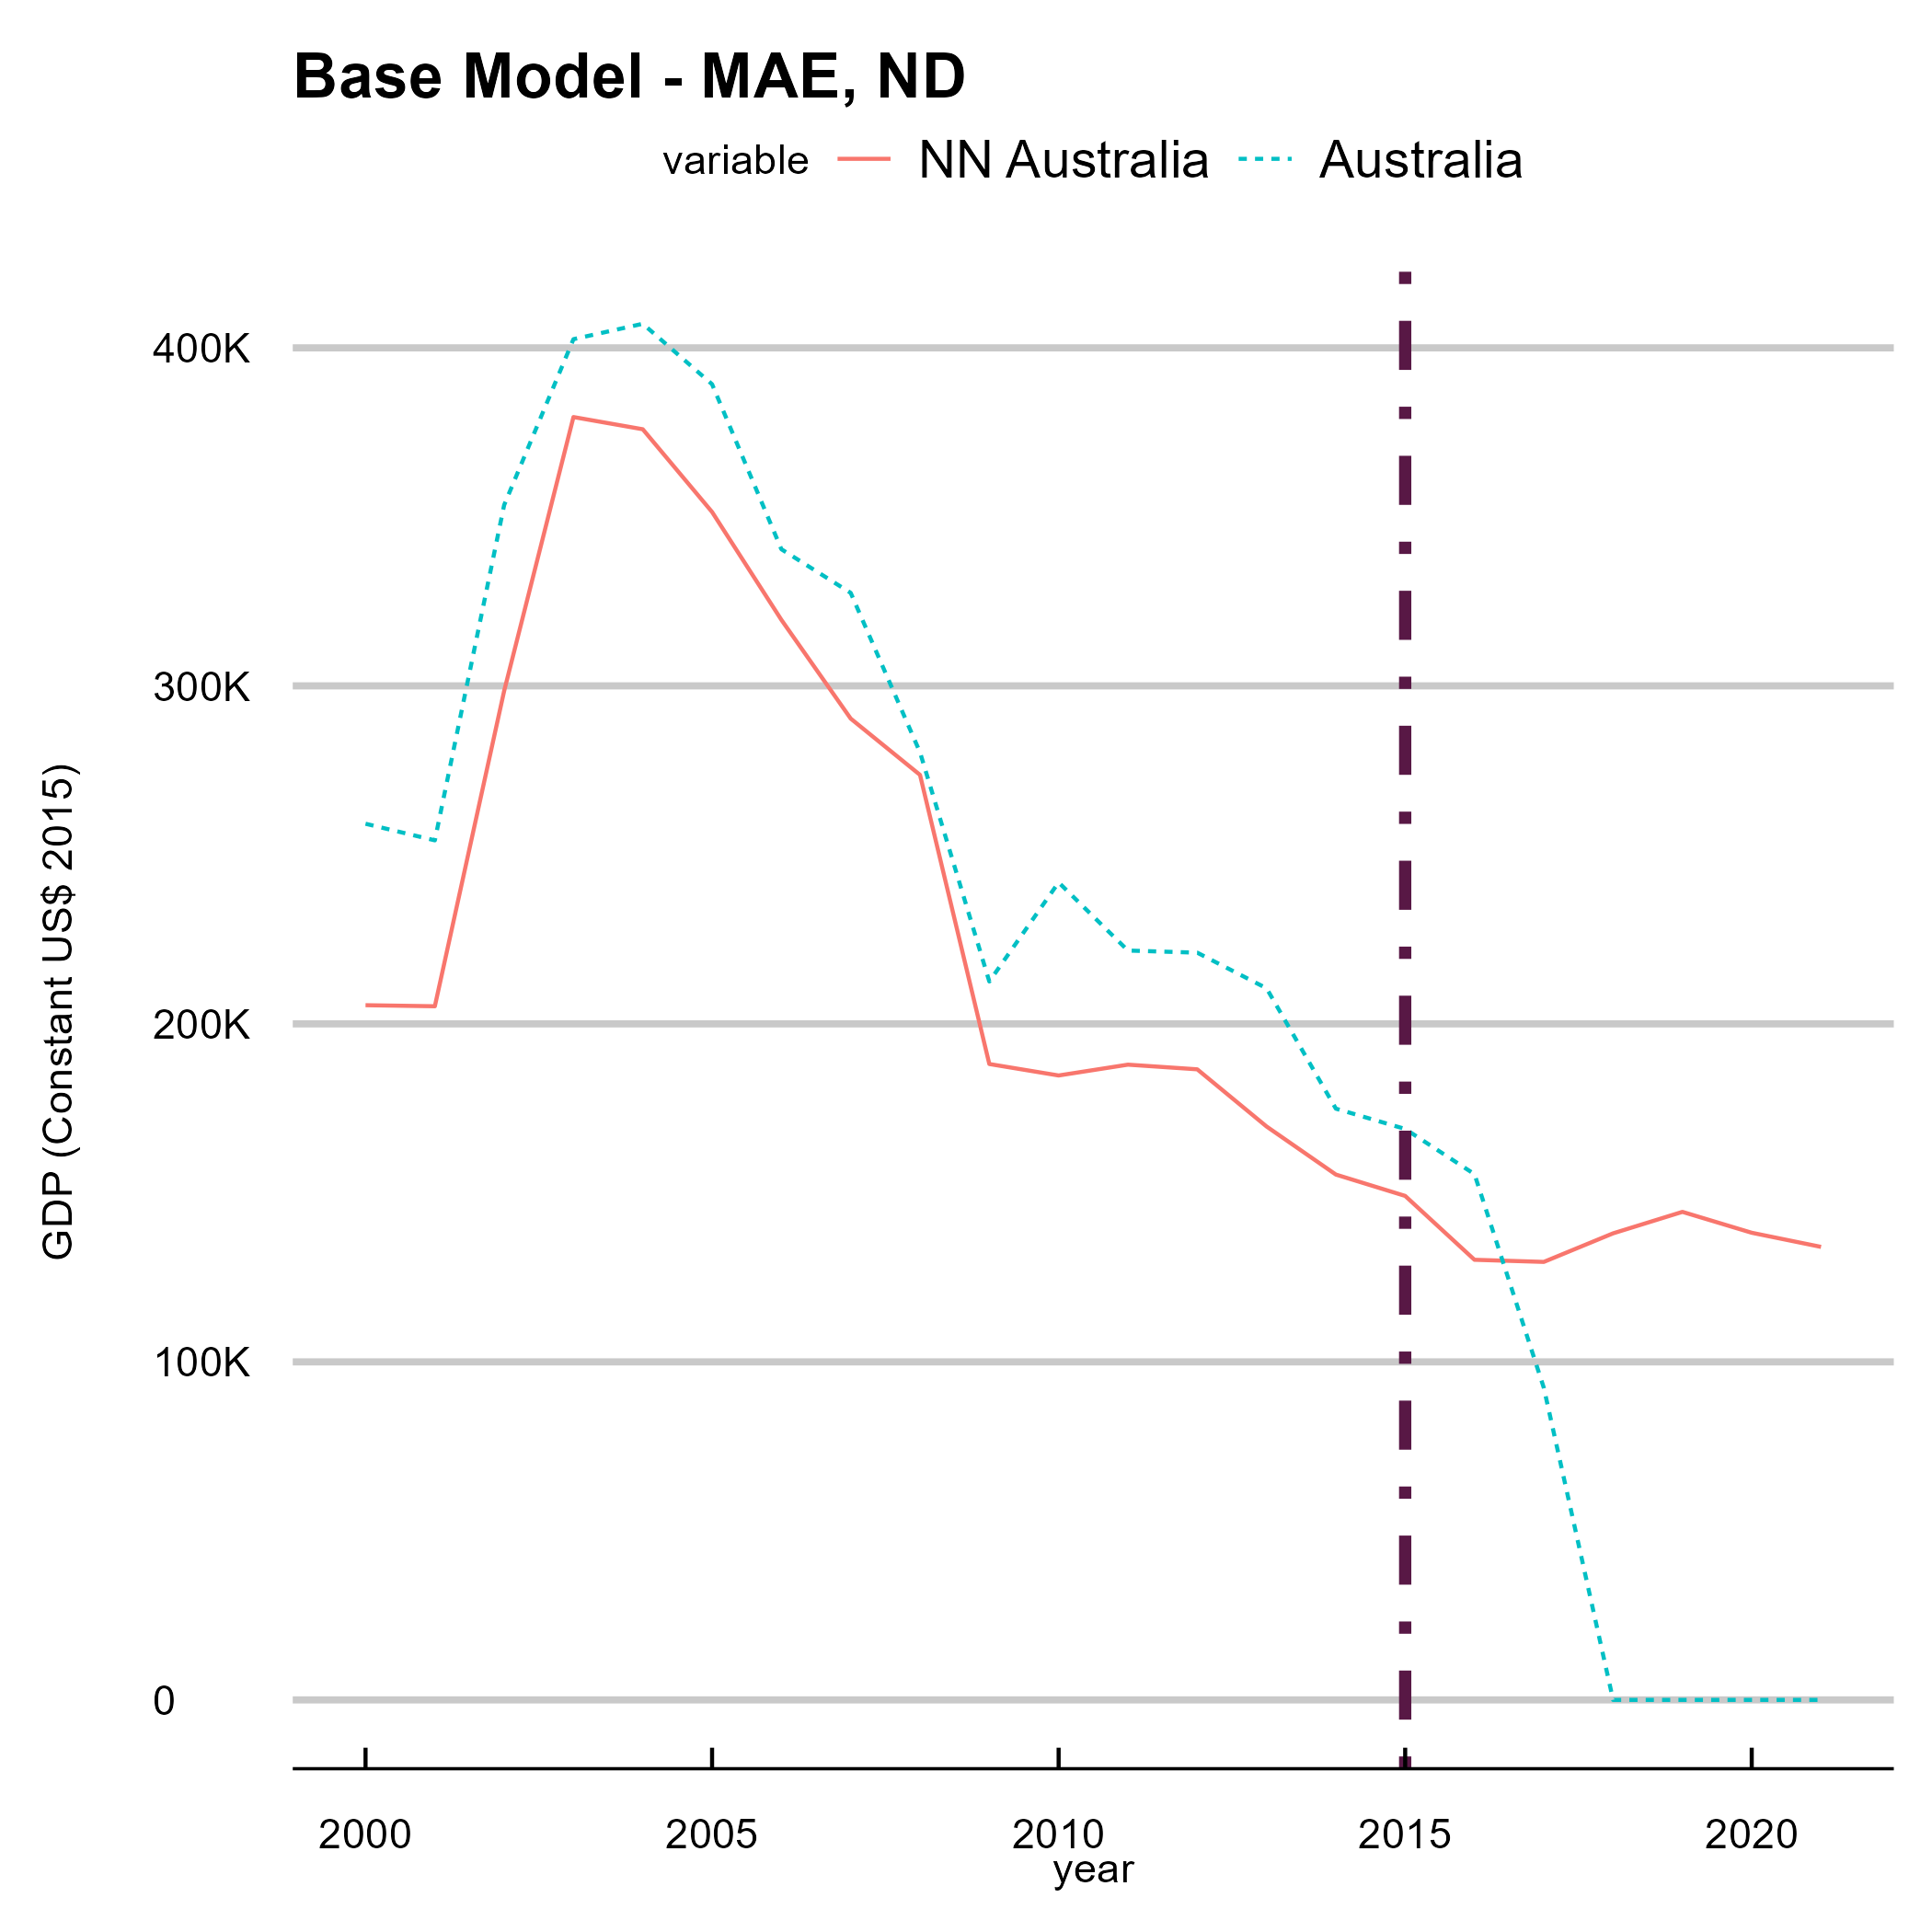 Base Model - MAE, ND
variable NN Australia Australia
400K
300K
200K
100K
0
GDP (Constant US$ 2015)
2000 2005 2010 2015 2020
year